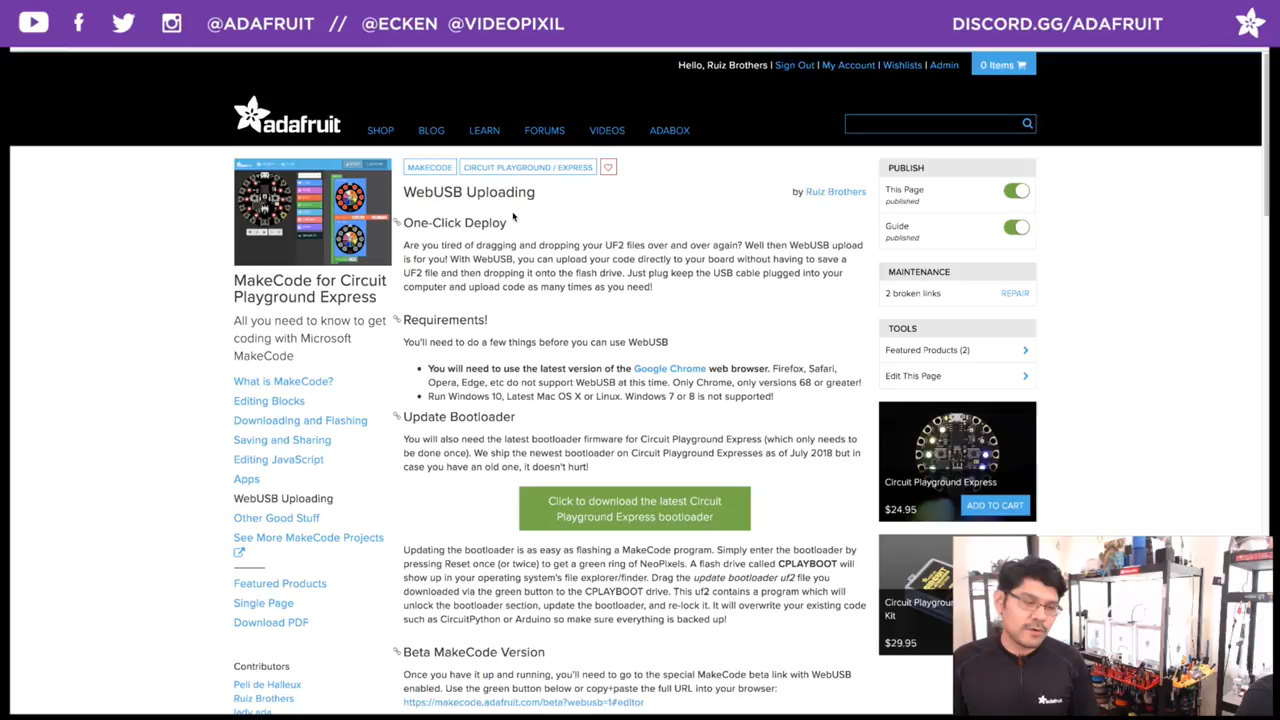 @ADAFRUIT // @ECKEN @VIDEOPIXIL
DISCORD.GG/ADAFRUIT
Hello, Ruiz Brothers | Sign Out | My Account | Wishlists | Admin
0 Items
adafruit
SHOP BLOG LEARN FORUMS VIDEOS ADABOX
MakeCode for Circuit
Playground Express
All you need to know to get
coding with Microsoft
MakeCode
What is MakeCode?
Editing Blocks
Downloading and Flashing
Saving and Sharing
Editing JavaScript
Apps
WebUSB Uploading
Other Good Stuff
See More MakeCode Projects
Featured Products
Single Page
Download PDF
Contributors
Peli de Halleux
Ruiz Brothers
lady ada
MAKECODE
CIRCUIT PLAYGROUND / EXPRESS
WebUSB Uploading
by Ruiz Brothers
One-Click Deploy
Are you tired of dragging and dropping your UF2 files over and over again? Well then WebUSB upload
is for you! With WebUSB, you can upload your code directly to your board without having to save a
UF2 file and then dropping it onto the flash drive. Just plug keep the USB cable plugged into your
computer and upload code as many times as you need!
Requirements!
You'll need to do a few things before you can use WebUSB
• You will need to use the latest version of the Google Chrome web browser. Firefox, Safari,
Opera, Edge, etc do not support WebUSB at this time. Only Chrome, only versions 68 or greater!
• Run Windows 10, Latest Mac OS X or Linux. Windows 7 or 8 is not supported!
Update Bootloader
You will also need the latest bootloader firmware for Circuit Playground Express (which only needs to
be done once). We ship the newest bootloader on Circuit Playground Expresses as of July 2018 but in
case you have an old one, it doesn't hurt!
Click to download the latest Circuit
Playground Express bootloader
Updating the bootloader is as easy as flashing a MakeCode program. Simply enter the bootloader by
pressing Reset once (or twice) to get a green ring of NeoPixels. A flash drive called CPLAYBOOT will
show up in your operating system's file explorer/finder. Drag the update bootloader uf2 file you
downloaded via the green button to the CPLAYBOOT drive. This uf2 contains a program which will
unlock the bootloader section, update the bootloader, and re-lock it. It will overwrite your existing code
such as CircuitPython or Arduino so make sure everything is backed up!
Beta MakeCode Version
Once you have it up and running, you'll need to go to the special MakeCode beta link with WebUSB
enabled. Use the green button below or copy+paste the full URL into your browser:
https://makecode.adafruit.com/beta?webusb=1#editor
PUBLISH
This Page
published
Guide
published
MAINTENANCE
2 broken links REPAIR
TOOLS
Featured Products (2)
Edit This Page
Circuit Playground Express
$24.95 ADD TO CART
Circuit
Kit
$29.95
adafruit